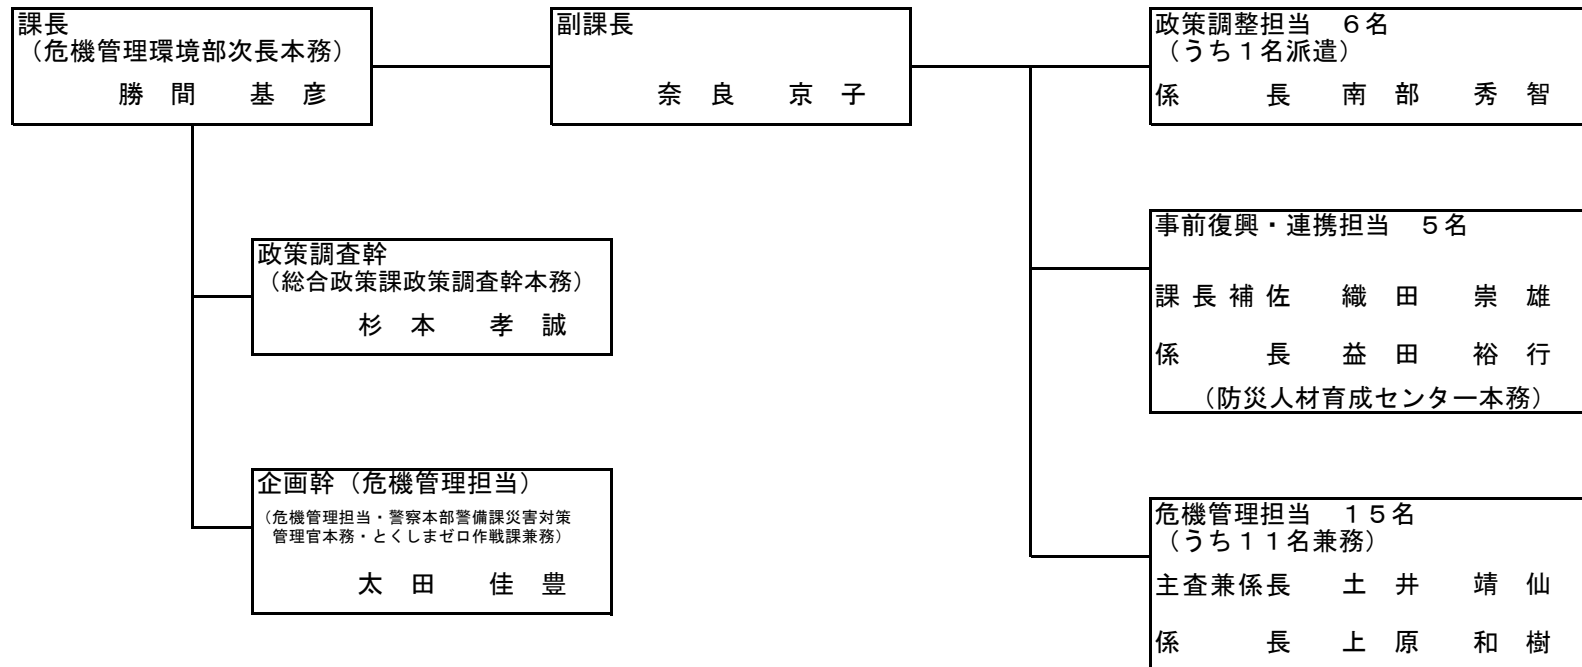 課長
（危機管理環境部次長本務）
勝　間　　基　彦
副課長
奈　良　　京　子
政策調整担当　６名
（うち１名派遣）
係　　　長　　南　部　　秀　智
政策調査幹
（総合政策課政策調査幹本務）
杉　本　　孝　誠
事前復興・連携担当　５名
課 長 補 佐　　織　田　　崇　雄
係　　　長　　益　田　　裕　行
（防災人材育成センター本務）
企画幹（危機管理担当）
（危機管理担当・警察本部警備課災害対策
管理官本務・とくしまゼロ作戦課兼務）
太　田　　佳　豊
危機管理担当　１５名
（うち１１名兼務）
主査兼係長　　土　井　　靖　仙
係　　　長　　上　原　　和　樹